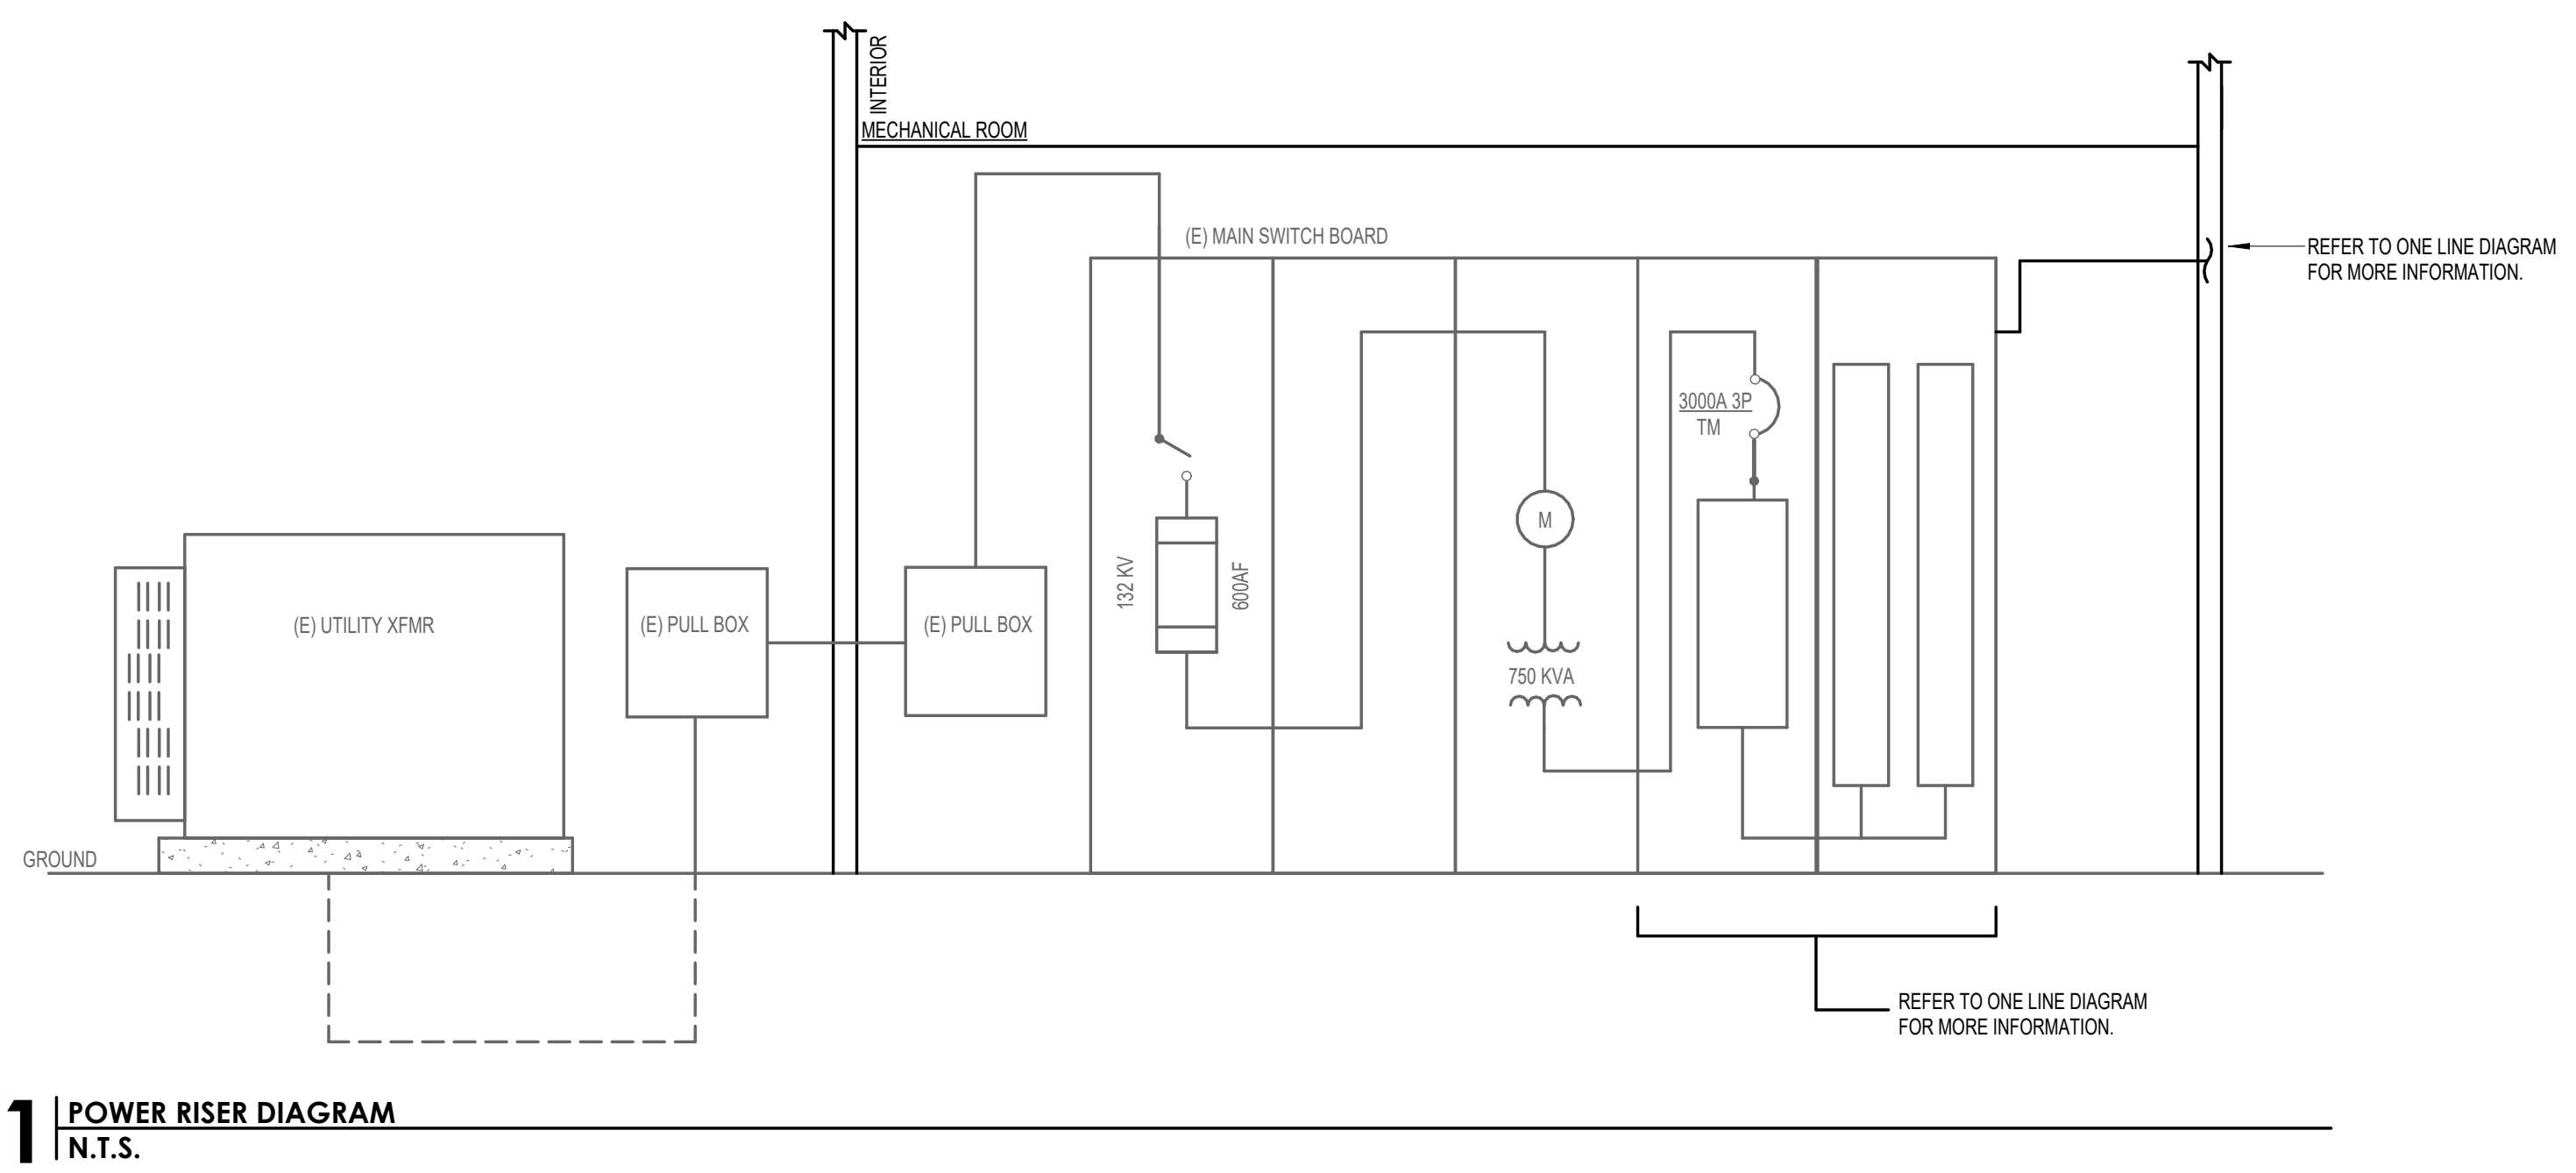 INTERIOR
MECHANICAL ROOM
(E) MAIN SWITCH BOARD
REFER TO ONE LINE DIAGRAM
FOR MORE INFORMATION.
3000A 3P
TM
M
132 KV
600AF
(E) UTILITY XFMR
(E) PULL BOX
(E) PULL BOX
750 KVA
GROUND
REFER TO ONE LINE DIAGRAM
FOR MORE INFORMATION.
1
POWER RISER DIAGRAM
N.T.S.